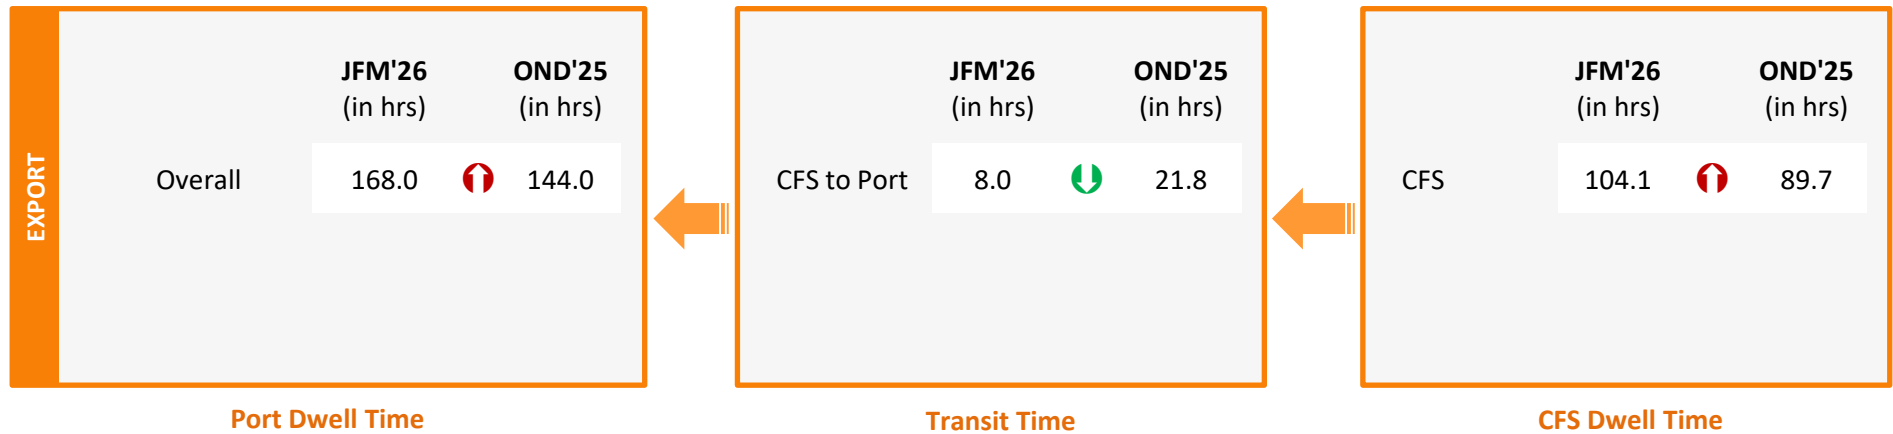 EXPORT
JFM'26 OND'25
(in hrs) (in hrs)
Overall 168.0 144.0
Port Dwell Time
JFM'26 OND'25
(in hrs) (in hrs)
CFS to Port 8.0 21.8
Transit Time
JFM'26 OND'25
(in hrs) (in hrs)
CFS 104.1 89.7
CFS Dwell Time